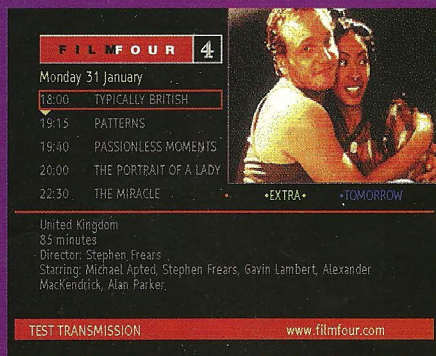 FILMFOUR 4
Monday 31 January
18:00 TYPICALLY BRITISH
19:15 PATTERNS
19:40 PASSIONLESS MOMENTS
20:00 THE PORTRAIT OF A LADY
22:30 THE MIRACLE
•EXTRA• •TOMORROW
United Kingdom
85 minutes
Director: Stephen Frears
Starring: Michael Apted, Stephen Frears, Gavin Lambert, Alexander
MacKendrick, Alan Parker.
TEST TRANSMISSION www.filmfour.com